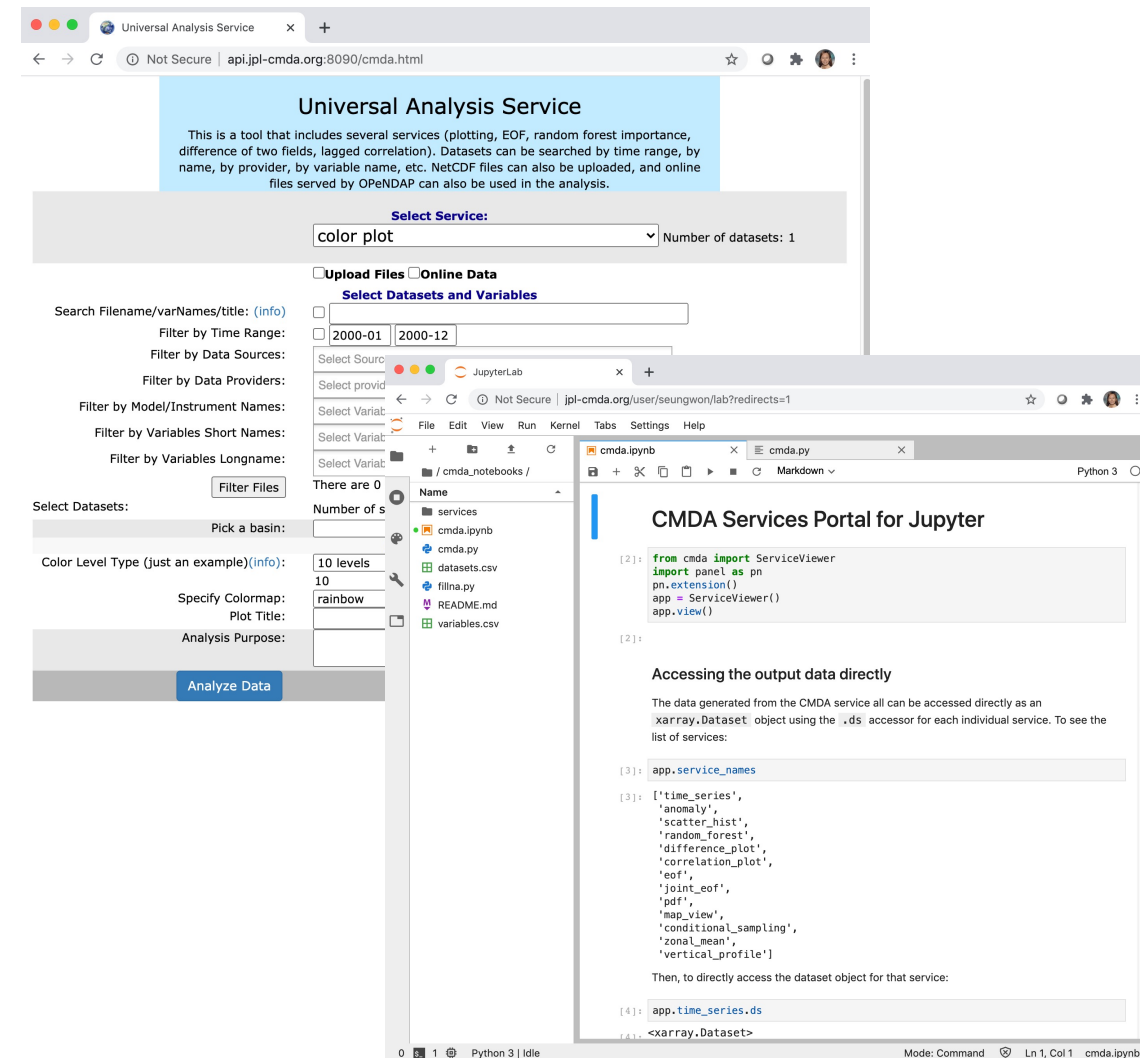 Universal Analysis Service
Not Secure | api.jpl-cmda.org:8090/cmda.html
Universal Analysis Service
This is a tool that includes several services (plotting, EOF, random forest importance,
difference of two fields, lagged correlation). Datasets can be searched by time range, by
name, by provider, by variable name, etc. NetCDF files can also be uploaded, and online
files served by OPeNDAP can also be used in the analysis.
Select Service:
color plot Number of datasets: 1
Upload Files Online Data
Select Datasets and Variables
Search Filename/varNames/title: (info)
Filter by Time Range: 2000-01 2000-12
Filter by Data Sources: Select Sourc
Filter by Data Providers: Select provid
Filter by Model/Instrument Names: Select Variab
Filter by Variables Short Names: Select Variab
Filter by Variables Longname: Select Variab
Filter Files There are 0
Select Datasets: Number of s
Pick a basin:
Color Level Type (just an example)(info): 10 levels
10
Specify Colormap: rainbow
Plot Title:
Analysis Purpose:
Analyze Data
JupyterLab
Not Secure | jpl-cmda.org/user/seungwon/lab?redirects=1
File Edit View Run Kernel Tabs Settings Help
/ cmda_notebooks /
Name
services
cmda.ipynb
cmda.py
datasets.csv
fillna.py
README.md
variables.csv
cmda.ipynb cmda.py
Markdown Python 3
CMDA Services Portal for Jupyter
[2]: from cmda import ServiceViewer
import panel as pn
pn.extension()
app = ServiceViewer()
app.view()
[2]:
Accessing the output data directly
The data generated from the CMDA service all can be accessed directly as an
xarray.Dataset object using the .ds accessor for each individual service. To see the
list of services:
[3]: app.service_names
[3]: ['time_series',
'anomaly',
'scatter_hist',
'random_forest',
'difference_plot',
'correlation_plot',
'eof',
'joint_eof',
'pdf',
'map_view',
'conditional_sampling',
'zonal_mean',
'vertical_profile']
Then, to directly access the dataset object for that service:
[4]: app.time_series.ds
[4]: <xarray.Dataset>
0 1 Python 3 | Idle Mode: Command Ln 1, Col 1 cmda.ipynb